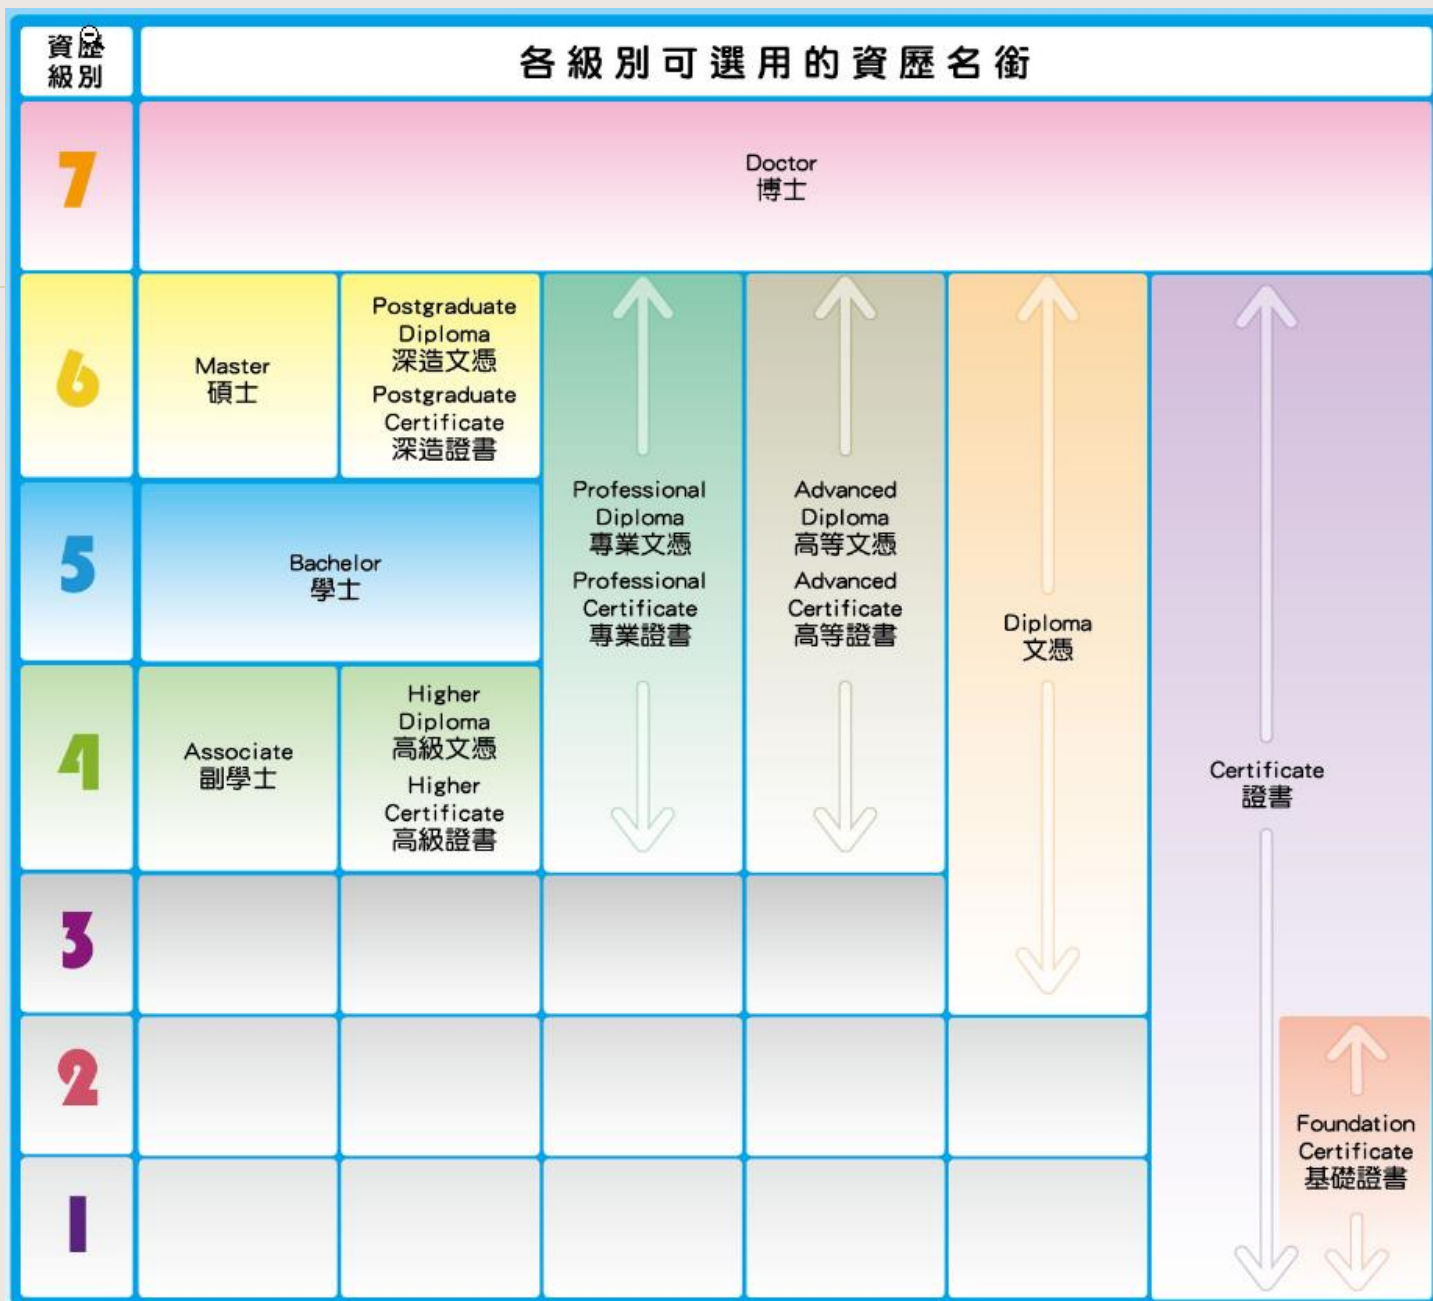 資歷
級別
各級別可選用的資歷名銜
7
Doctor
博士
6
Master
碩士
Postgraduate
Diploma
深造文憑
Postgraduate
Certificate
深造證書
Professional
Diploma
專業文憑
Professional
Certificate
專業證書
Advanced
Diploma
高等文憑
Advanced
Certificate
高等證書
Diploma
文憑
Certificate
證書
5
Bachelor
學士
4
Associate
副學士
Higher
Diploma
高級文憑
Higher
Certificate
高級證書
3
2
Foundation
Certificate
基礎證書
1